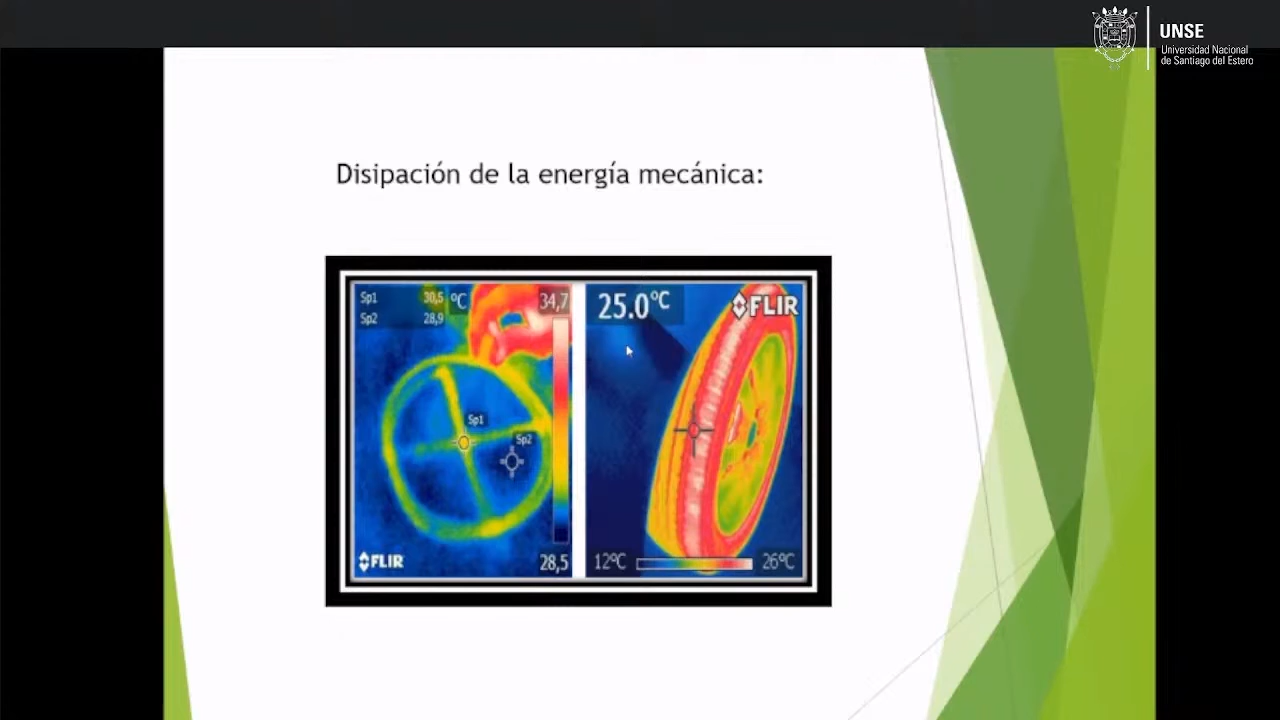 UNSE
Universidad Nacional
de Santiago del Estero
Disipación de la energía mecánica:
Sp1 30,5 °C 34,7
Sp2 28,9
Sp1
Sp2
FLIR 28,5
25.0°C FLIR
12°C 26°C